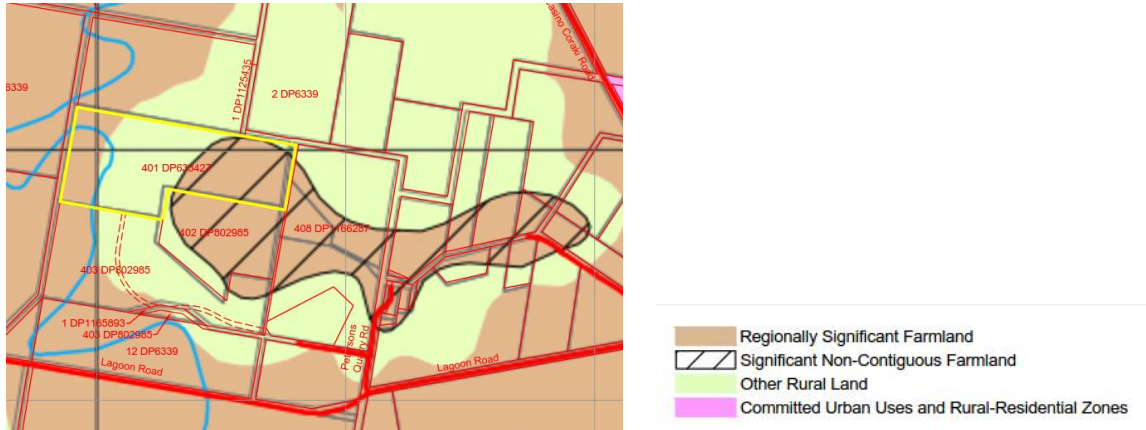 Casino Coraki Road
6339
1 DP1125435
2 DP6339
401 DP635427
402 DP802985
408 DP1166287
403 DP802985
1 DP1165893
403 DP802985
12 DP6339
Lagoon Road
Petersons
Quarry Rd
Lagoon Road
Regionally Significant Farmland
Significant Non-Contiguous Farmland
Other Rural Land
Committed Urban Uses and Rural-Residential Zones